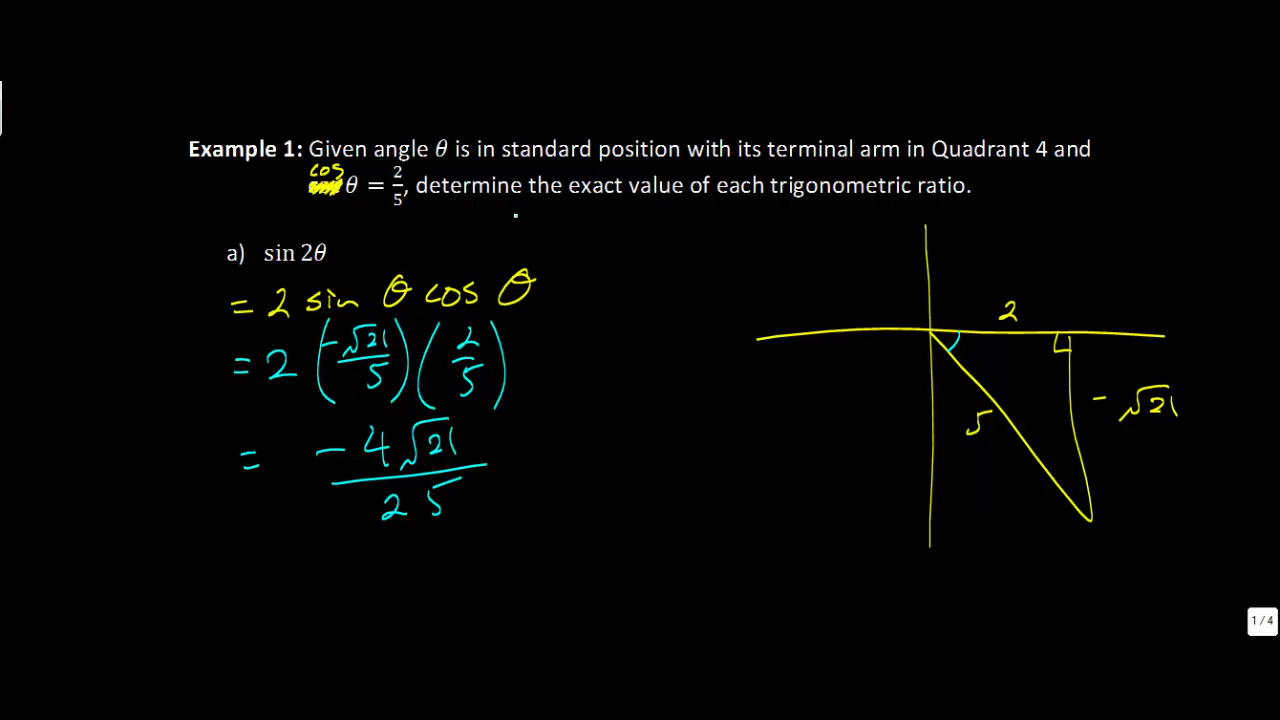 Example 1: Given angle θ is in standard position with its terminal arm in Quadrant 4 and
cos θ = 2/5, determine the exact value of each trigonometric ratio.
a) sin 2θ
= 2 sin θ cos θ
= 2 (-√21/5)(2/5)
= -4√21/25
2
5
-√21
1 / 4